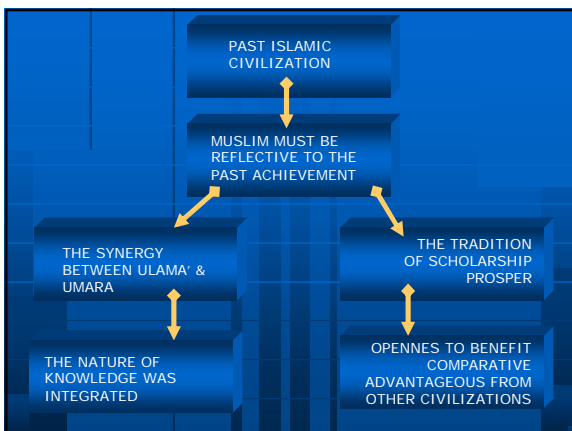 PAST ISLAMIC
CIVILIZATION
MUSLIM MUST BE
REFLECTIVE TO THE
PAST ACHIEVEMENT
THE SYNERGY
BETWEEN ULAMA' &
UMARA
THE TRADITION
OF SCHOLARSHIP
PROSPER
THE NATURE OF
KNOWLEDGE WAS
INTEGRATED
OPENNES TO BENEFIT
COMPARATIVE
ADVANTAGEOUS FROM
OTHER CIVILIZATIONS